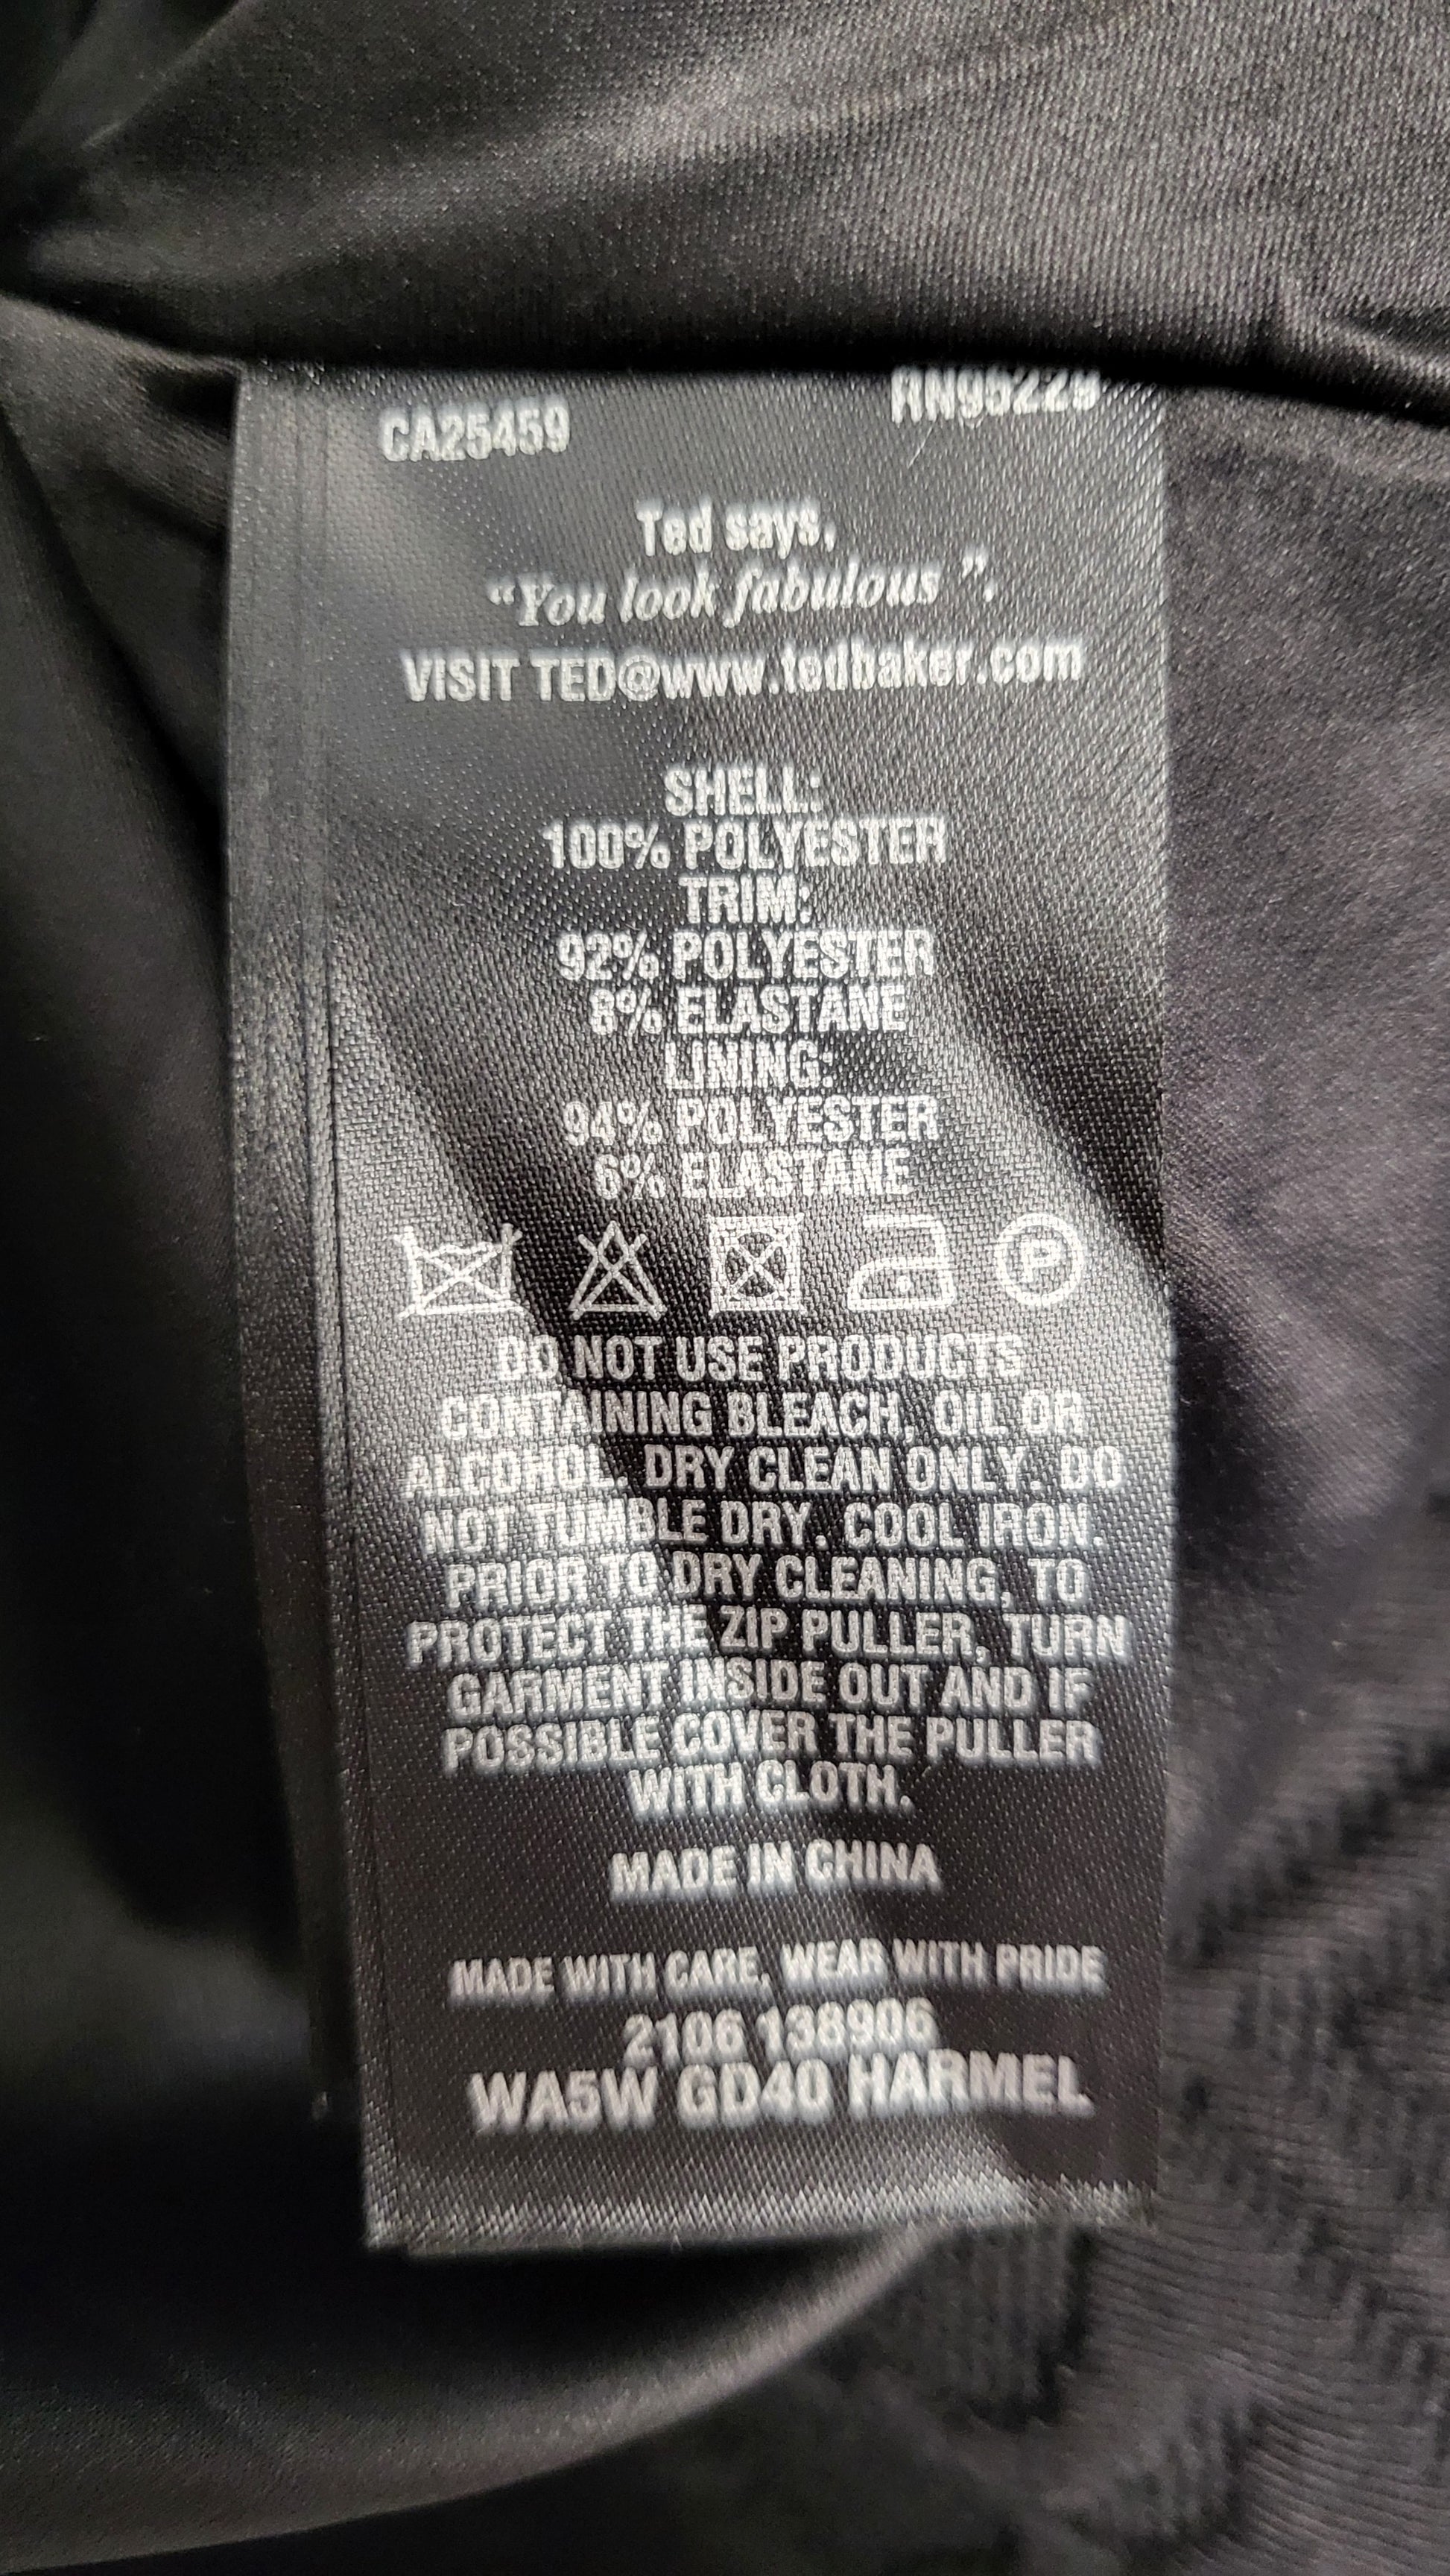 CA25459
RN95229
Ted says,
“You look fabulous ”.
VISIT TED@www.tedbaker.com
SHELL:
100% POLYESTER
TRIM:
92% POLYESTER
8% ELASTANE
LINING:
94% POLYESTER
6% ELASTANE
P
DO NOT USE PRODUCTS
CONTAINING BLEACH, OIL OR
ALCOHOL. DRY CLEAN ONLY. DO
NOT TUMBLE DRY. COOL IRON.
PRIOR TO DRY CLEANING, TO
PROTECT THE ZIP PULLER, TURN
GARMENT INSIDE OUT AND IF
POSSIBLE COVER THE PULLER
WITH CLOTH.
MADE IN CHINA
MADE WITH CARE, WEAR WITH PRIDE
2106 138906
WA5W GD40 HARMEL